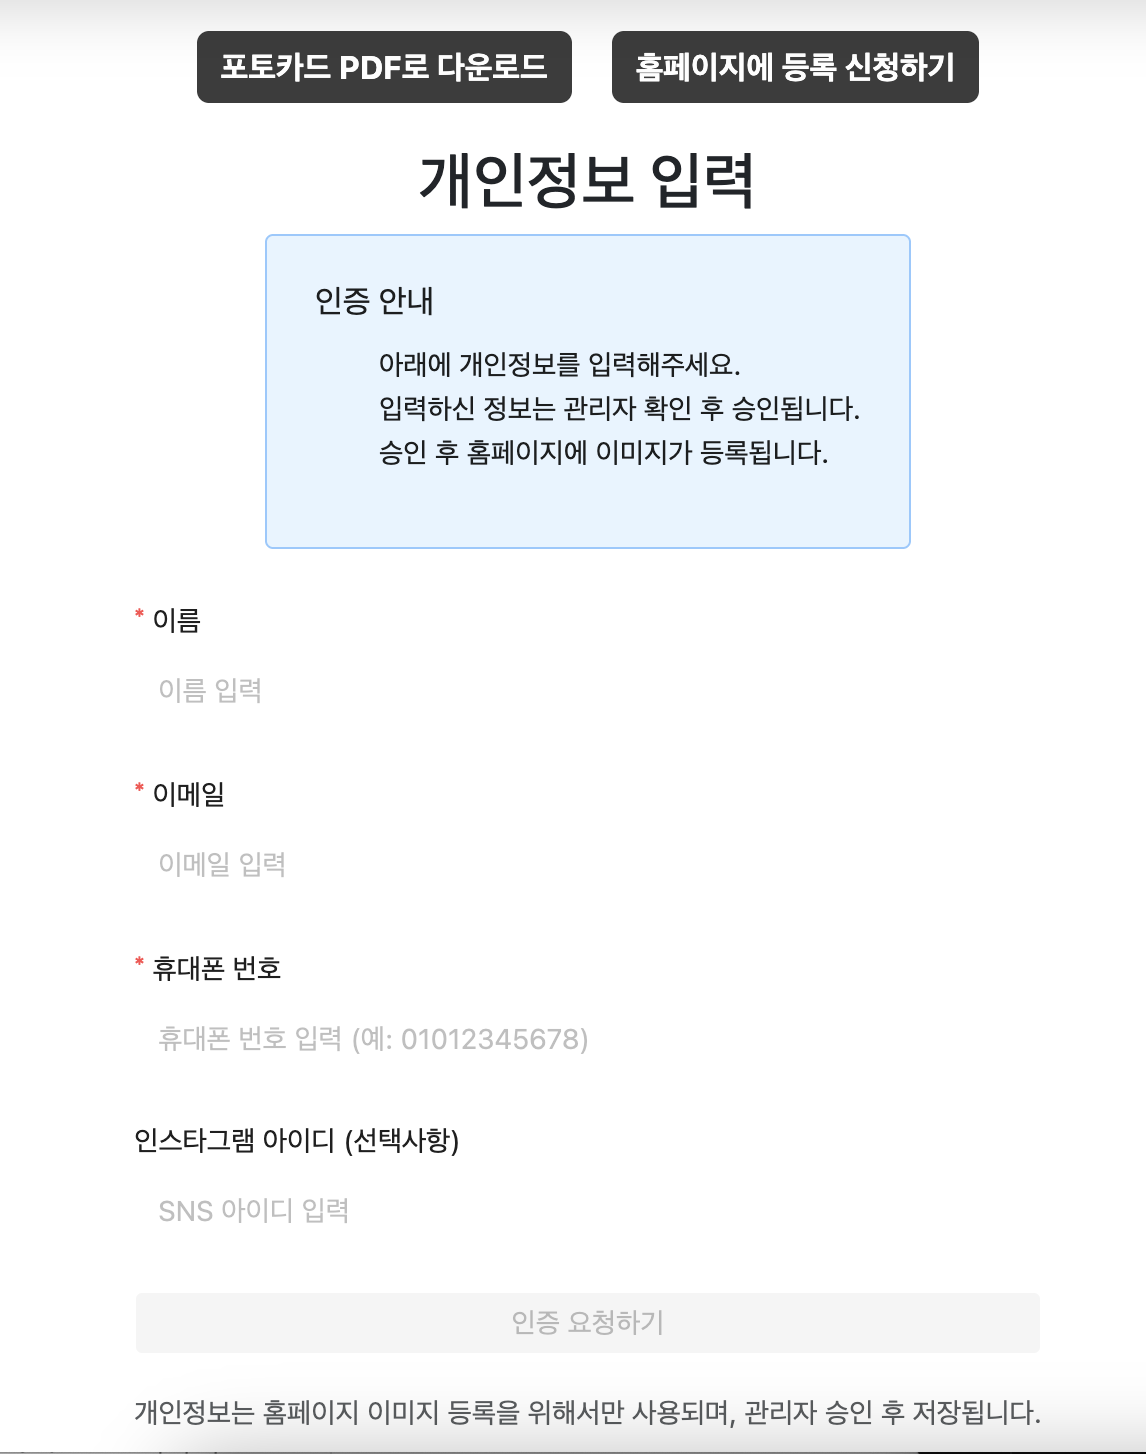 포토카드 PDF로 다운로드
홈페이지에 등록 신청하기
개인정보 입력
인증 안내
아래에 개인정보를 입력해주세요.
입력하신 정보는 관리자 확인 후 승인됩니다.
승인 후 홈페이지에 이미지가 등록됩니다.
* 이름
이름 입력
* 이메일
이메일 입력
* 휴대폰 번호
휴대폰 번호 입력 (예: 01012345678)
인스타그램 아이디 (선택사항)
SNS 아이디 입력
인증 요청하기
개인정보는 홈페이지 이미지 등록을 위해서만 사용되며, 관리자 승인 후 저장됩니다.